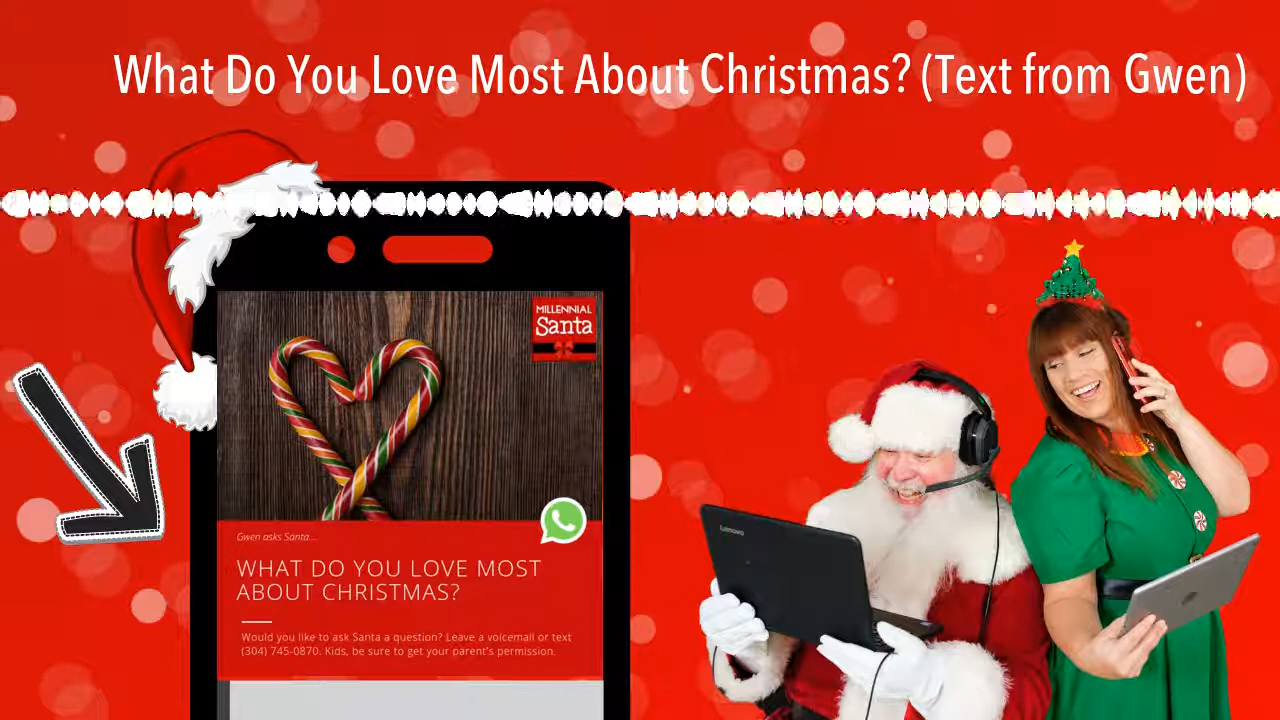 What Do You Love Most About Christmas? (Text from Gwen)
MILLENNIAL
Santa
Gwen asks Santa...
WHAT DO YOU LOVE MOST
ABOUT CHRISTMAS?
Would you like to ask Santa a question? Leave a voicemail or text
(304) 745-0870. Kids, be sure to get your parent's permission.
Lenovo